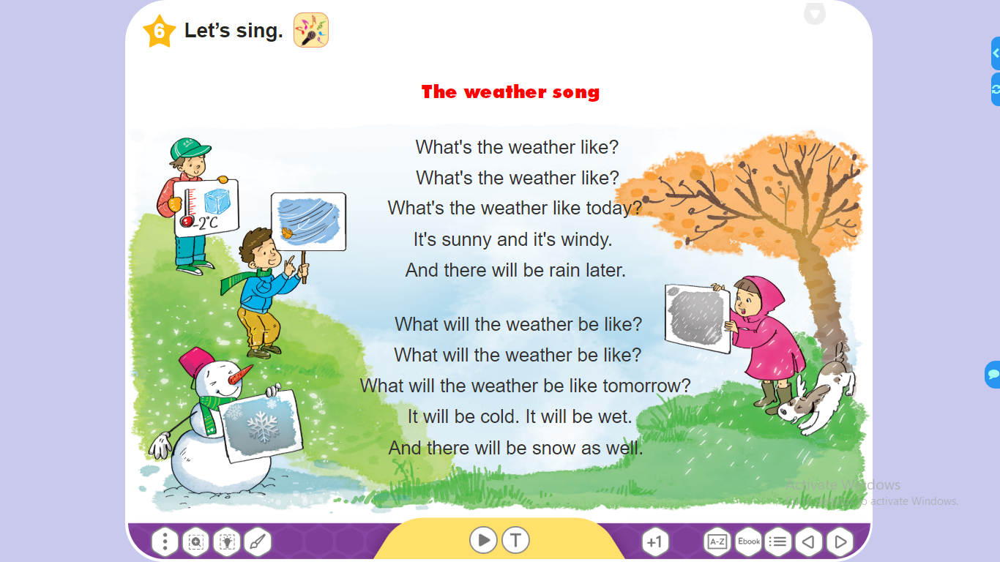 6 Let's sing.
The weather song
What's the weather like?
What's the weather like?
What's the weather like today?
It's sunny and it's windy.
And there will be rain later.
What will the weather be like?
What will the weather be like?
What will the weather be like tomorrow?
It will be cold. It will be wet.
And there will be snow as well.
-2°C
Activate Windows
to activate Windows.
T
+1
A-Z
Ebook